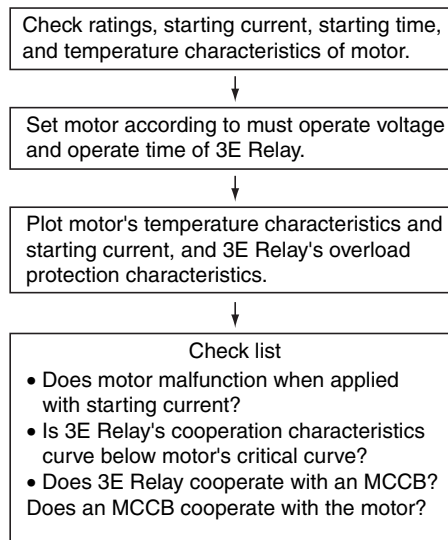 Check ratings, starting current, starting time,
and temperature characteristics of motor.
Set motor according to must operate voltage
and operate time of 3E Relay.
Plot motor's temperature characteristics and
starting current, and 3E Relay's overload
protection characteristics.
Check list
• Does motor malfunction when applied
with starting current?
• Is 3E Relay's cooperation characteristics
curve below motor's critical curve?
• Does 3E Relay cooperate with an MCCB?
Does an MCCB cooperate with the motor?